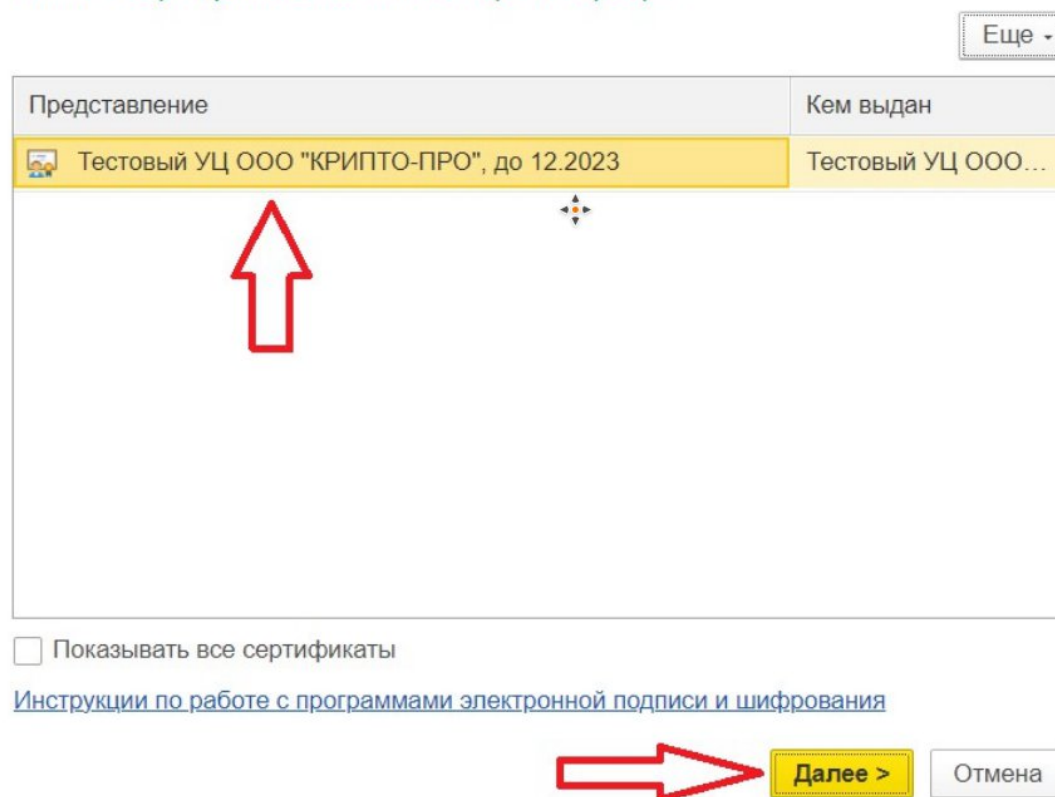 Еще
Представление Кем выдан
Тестовый УЦ ООО "КРИПТО-ПРО", до 12.2023 Тестовый УЦ ООО...
Показывать все сертификаты
Инструкции по работе с программами электронной подписи и шифрования
Далее > Отмена